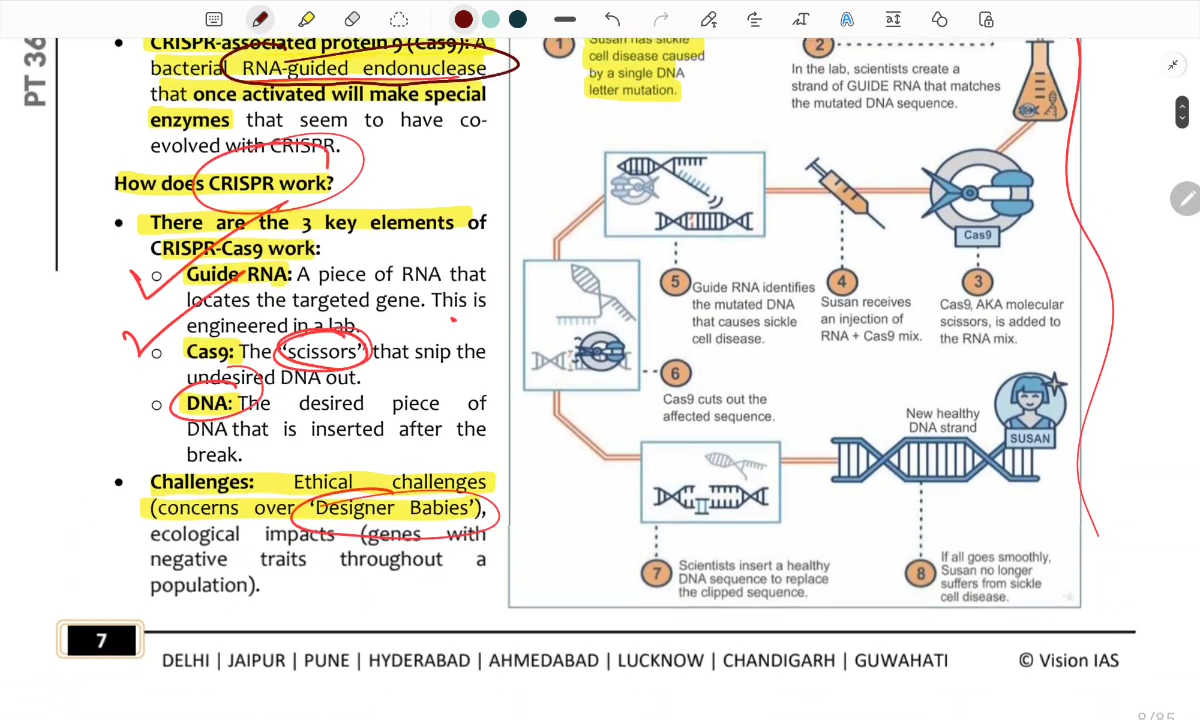 PT 36
CRISPR-associated protein 9 (Cas9): A
bacterial RNA-guided endonuclease
that once activated will make special
enzymes that seem to have co-
evolved with CRISPR.
How does CRISPR work?
There are the 3 key elements of
CRISPR-Cas9 work:
Guide RNA: A piece of RNA that
locates the targeted gene. This is
engineered in a lab.
Cas9: The ‘scissors’ that snip the
undesired DNA out.
DNA: The desired piece of
DNA that is inserted after the
break.
Challenges: Ethical challenges
(concerns over ‘Designer Babies’),
ecological impacts (genes with
negative traits throughout a
population).
1
Susan has sickle
cell disease caused
by a single DNA
letter mutation.
2
In the lab, scientists create a
strand of GUIDE RNA that matches
the mutated DNA sequence.
GUIDE RNA
Cas9
3
Cas9, AKA molecular
scissors, is added to
the RNA mix.
4
Susan receives
an injection of
RNA + Cas9 mix.
5
Guide RNA identifies
the mutated DNA
that causes sickle
cell disease.
6
Cas9 cuts out the
affected sequence.
New healthy
DNA strand
SUSAN
7
Scientists insert a healthy
DNA sequence to replace
the clipped sequence.
8
If all goes smoothly,
Susan no longer
suffers from sickle
cell disease.
7
DELHI | JAIPUR | PUNE | HYDERABAD | AHMEDABAD | LUCKNOW | CHANDIGARH | GUWAHATI
© Vision IAS
8/85